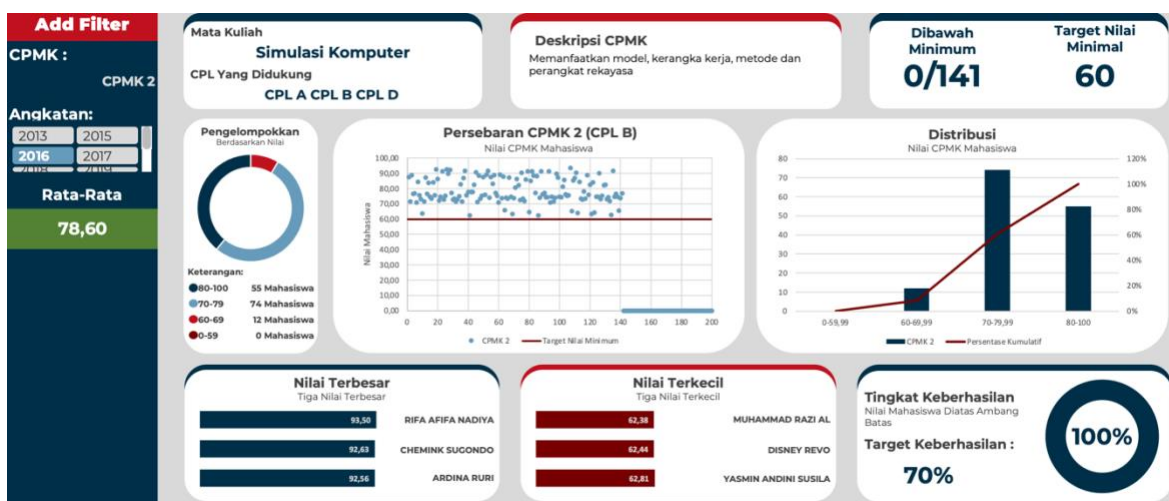 Add Filter
CPMK :
CPMK 2
Angkatan:
2013 2015
2016 2017
2018 2019
Rata-Rata
78,60
Mata Kuliah
Simulasi Komputer
CPL Yang Didukung
CPL A CPL B CPL D
Deskripsi CPMK
Memanfaatkan model, kerangka kerja, metode dan
perangkat rekayasa
Dibawah
Minimum
0/141
Target Nilai
Minimal
60
Pengelompokkan
Berdasarkan Nilai
Keterangan:
80-100 55 Mahasiswa
70-79 74 Mahasiswa
60-69 12 Mahasiswa
0-59 0 Mahasiswa
Persebaran CPMK 2 (CPL B)
Nilai CPMK Mahasiswa
Nilai Mahasiswa
100,00
90,00
80,00
70,00
60,00
50,00
40,00
30,00
20,00
10,00
0,00
0 20 40 60 80 100 120 140 160 180 200
CPMK 2 Target Nilai Minimum
Distribusi
Nilai CPMK Mahasiswa
80
70
60
50
40
30
20
10
0
120%
100%
80%
60%
40%
20%
0%
0-59,99 60-69,99 70-79,99 80-100
CPMK 2 Persentase Kumulatif
Nilai Terbesar
Tiga Nilai Terbesar
93,50 RIFA AFIFA NADIYA
92,63 CHEMINK SUGONDO
92,56 ARDINA RURI
Nilai Terkecil
Tiga Nilai Terkecil
62,38 MUHAMMAD RAZI AL
62,44 DISNEY REVO
62,81 YASMIN ANDINI SUSILA
Tingkat Keberhasilan
Nilai Mahasiswa Diatas Ambang
Batas
Target Keberhasilan :
70%
100%